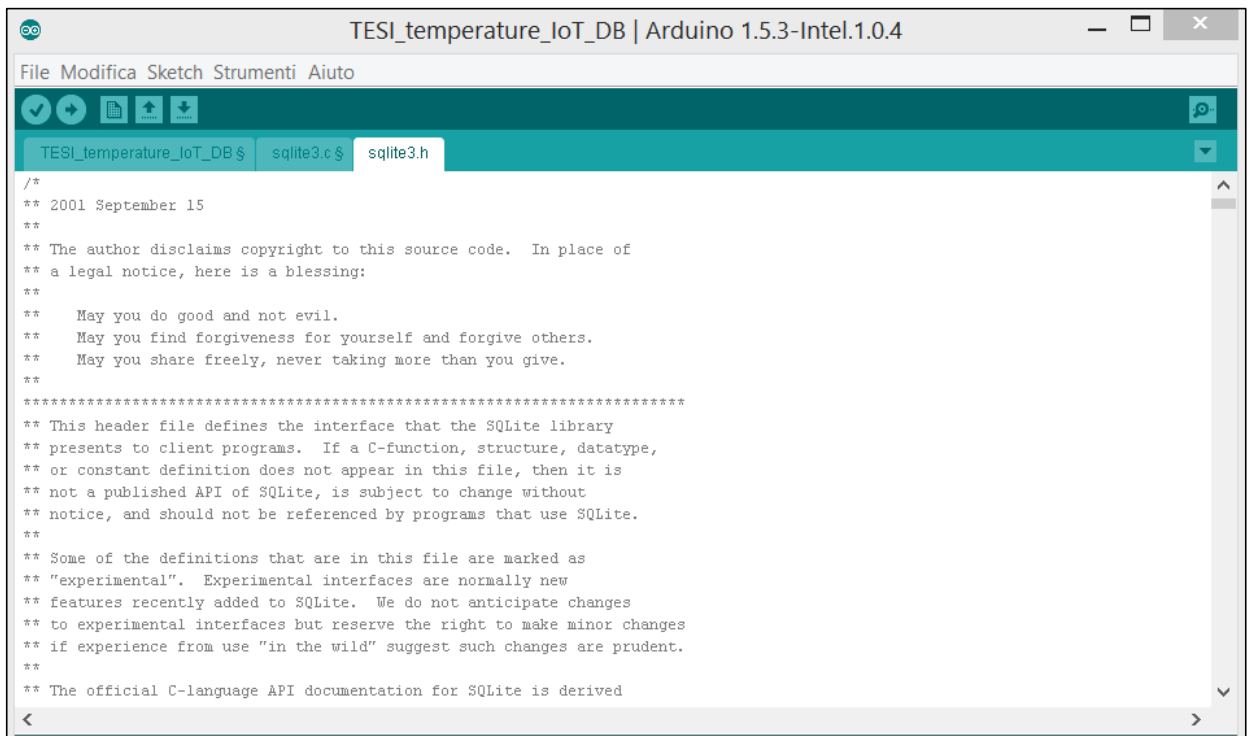 TESI_temperature_IoT_DB | Arduino 1.5.3-Intel.1.0.4
File Modifica Sketch Strumenti Aiuto
TESI_temperature_IoT_DB § sqlite3.c § sqlite3.h
/*
** 2001 September 15
**
** The author disclaims copyright to this source code.  In place of
** a legal notice, here is a blessing:
**
**    May you do good and not evil.
**    May you find forgiveness for yourself and forgive others.
**    May you share freely, never taking more than you give.
**
*************************************************************************
** This header file defines the interface that the SQLite library
** presents to client programs.  If a C-function, structure, datatype,
** or constant definition does not appear in this file, then it is
** not a published API of SQLite, is subject to change without
** notice, and should not be referenced by programs that use SQLite.
**
** Some of the definitions that are in this file are marked as
** "experimental".  Experimental interfaces are normally new
** features recently added to SQLite.  We do not anticipate changes
** to experimental interfaces but reserve the right to make minor changes
** if experience from use "in the wild" suggest such changes are prudent.
**
** The official C-language API documentation for SQLite is derived